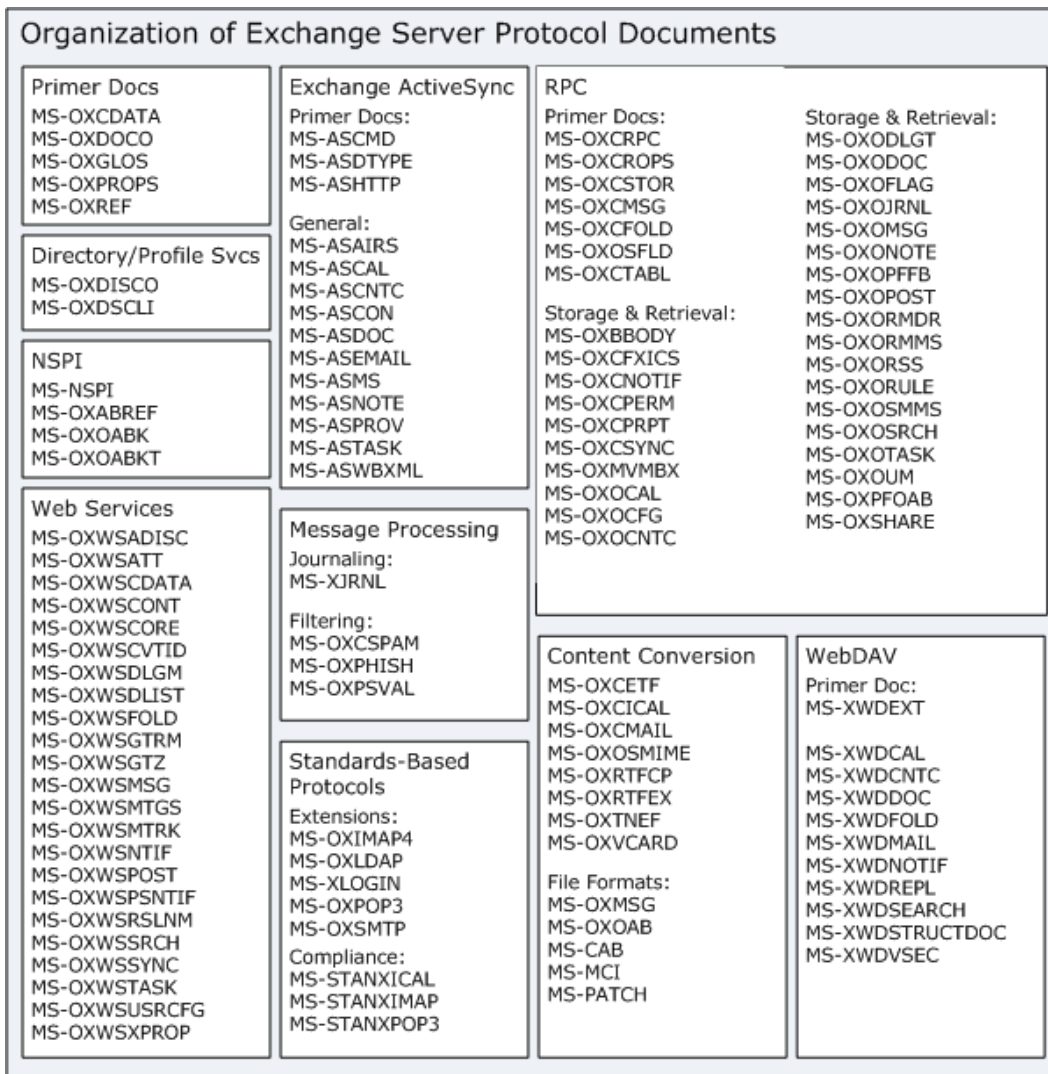 Organization of Exchange Server Protocol Documents
Primer Docs
MS-OXCDATA
MS-OXDOCO
MS-OXGLOS
MS-OXPROPS
MS-OXREF
Directory/Profile Svcs
MS-OXDISCO
MS-OXDSCLI
NSPI
MS-NSPI
MS-OXABREF
MS-OXOABK
MS-OXOABKT
Web Services
MS-OXWSADISC
MS-OXWSATT
MS-OXWSCDATA
MS-OXWSCONT
MS-OXWSCORE
MS-OXWSCVTID
MS-OXWSDLGM
MS-OXWSDLIST
MS-OXWSFOLD
MS-OXWSGTRM
MS-OXWSGTZ
MS-OXWSMSG
MS-OXWSMTGS
MS-OXWSMTRK
MS-OXWSNTIF
MS-OXWSPOST
MS-OXWSPSNTIF
MS-OXWSRSLNM
MS-OXWSSRCH
MS-OXWSSYNC
MS-OXWSTASK
MS-OXWSUSRCFG
MS-OXWSXPROP
Exchange ActiveSync
Primer Docs:
MS-ASCMD
MS-ASDTYPE
MS-ASHTTP
General:
MS-ASAIRS
MS-ASCAL
MS-ASCNTC
MS-ASCON
MS-ASDOC
MS-ASEMAIL
MS-ASMS
MS-ASNOTE
MS-ASPROV
MS-ASTASK
MS-ASWBXML
Message Processing
Journaling:
MS-XJRNL
Filtering:
MS-OXCSPAM
MS-OXPHISH
MS-OXPSVAL
Standards-Based
Protocols
Extensions:
MS-OXIMAP4
MS-OXLDAP
MS-XLOGIN
MS-OXPOP3
MS-OXSMTP
Compliance:
MS-STANXICAL
MS-STANXIMAP
MS-STANXPOP3
RPC
Primer Docs:
MS-OXCRPC
MS-OXCROPS
MS-OXCSTOR
MS-OXCMSG
MS-OXCFOLD
MS-OXOSFLD
MS-OXCTABL
Storage & Retrieval:
MS-OXBBODY
MS-OXCFXICS
MS-OXCNOTIF
MS-OXCPERM
MS-OXCPRPT
MS-OXCSYNC
MS-OXMVMBX
MS-OXOCAL
MS-OXOCFG
MS-OXOCNTC
Storage & Retrieval:
MS-OXODLGT
MS-OXODOC
MS-OXOFLAG
MS-OXOJRNL
MS-OXOMSG
MS-OXONOTE
MS-OXOPFFB
MS-OXOPOST
MS-OXORMDR
MS-OXORMMS
MS-OXORSS
MS-OXORULE
MS-OXOSMMS
MS-OXOSRCH
MS-OXOTASK
MS-OXOUM
MS-OXPFOAB
MS-OXSHARE
Content Conversion
MS-OXCETF
MS-OXCICAL
MS-OXCMAIL
MS-OXOSMIME
MS-OXRTFCP
MS-OXRTFEX
MS-OXTNEF
MS-OXVCARD
File Formats:
MS-OXMSG
MS-OXOAB
MS-CAB
MS-MCI
MS-PATCH
WebDAV
Primer Doc:
MS-XWDEXT
MS-XWDCAL
MS-XWDCNTC
MS-XWDDOC
MS-XWDFOLD
MS-XWDMAIL
MS-XWDNOTIF
MS-XWDREPL
MS-XWDSEARCH
MS-XWDSTRUCTDOC
MS-XWDVSEC